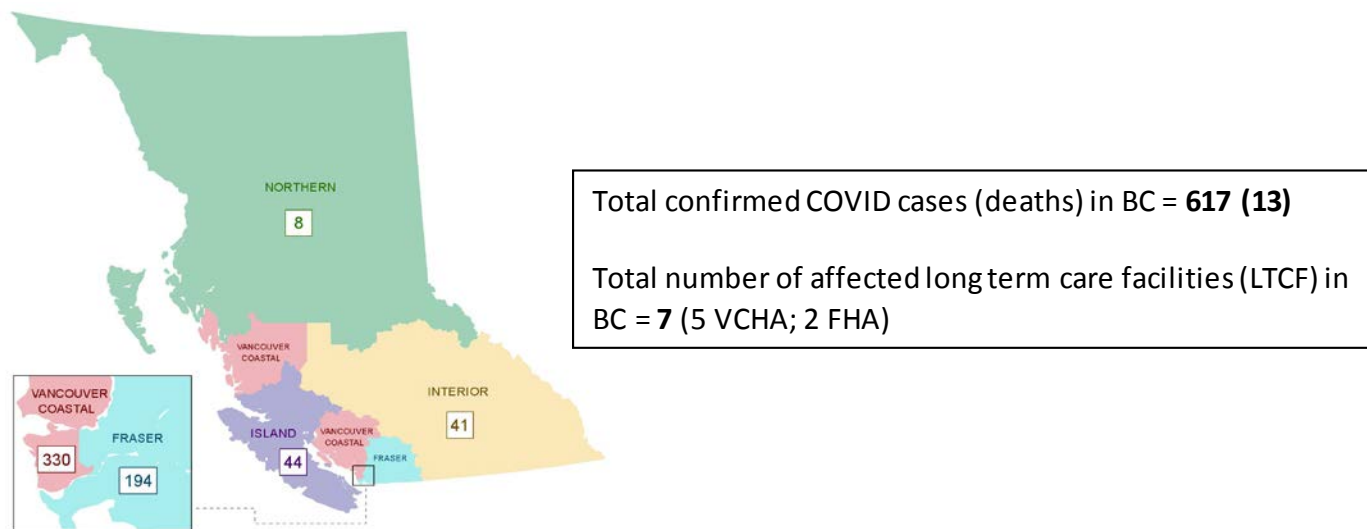 NORTHERN
8
VANCOUVER
COASTAL
INTERIOR
41
ISLAND
44
VANCOUVER
COASTAL
FRASER
VANCOUVER
COASTAL
FRASER
330
194
Total confirmed COVID cases (deaths) in BC = 617 (13)
Total number of affected long term care facilities (LTCF) in
BC = 7 (5 VCHA; 2 FHA)